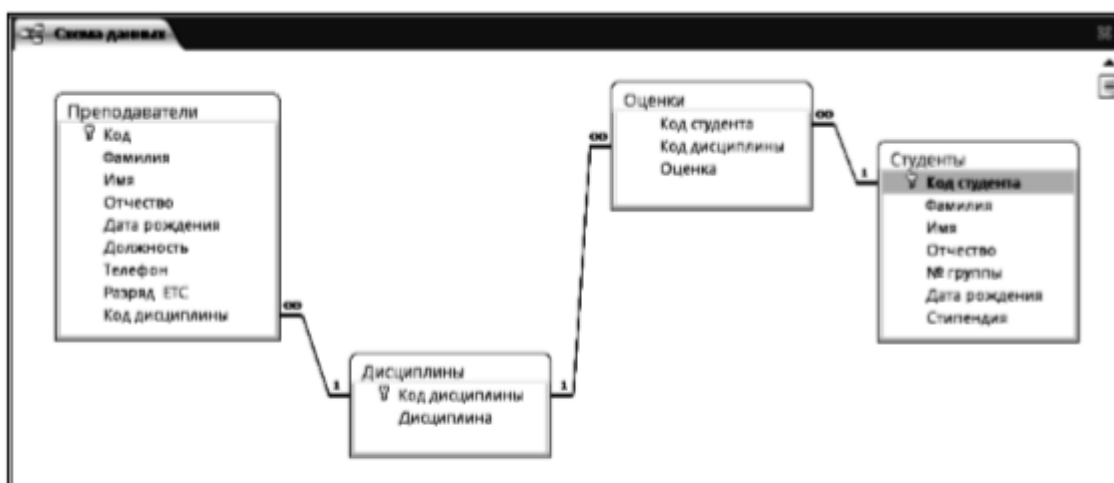 Схема данных
Преподаватели
Код
Фамилия
Имя
Отчество
Дата рождения
Должность
Телефон
Разряд ЕТС
Код дисциплины
∞
1
Дисциплины
Код дисциплины
Дисциплина
1
∞
Оценки
Код студента
Код дисциплины
Оценка
∞
1
Студенты
Код студента
Фамилия
Имя
Отчество
№ группы
Дата рождения
Стипендия